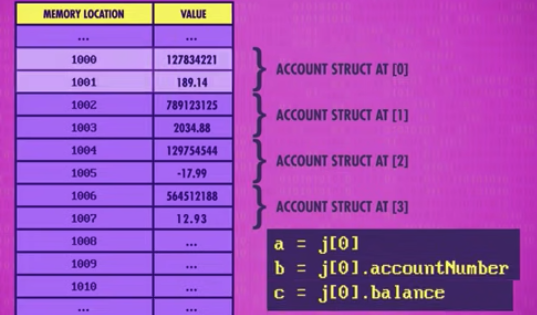 MEMORY LOCATION VALUE
... ...
1000 127834221
1001 189.14
ACCOUNT STRUCT AT [0]
1002 789123125
1003 2034.88
ACCOUNT STRUCT AT [1]
1004 129754544
1005 -17.99
ACCOUNT STRUCT AT [2]
1006 564512188
1007 12.93
ACCOUNT STRUCT AT [3]
1008 ...
1009 ...
1010 ...
... ...
a = j[0]
b = j[0].accountNumber
c = j[0].balance